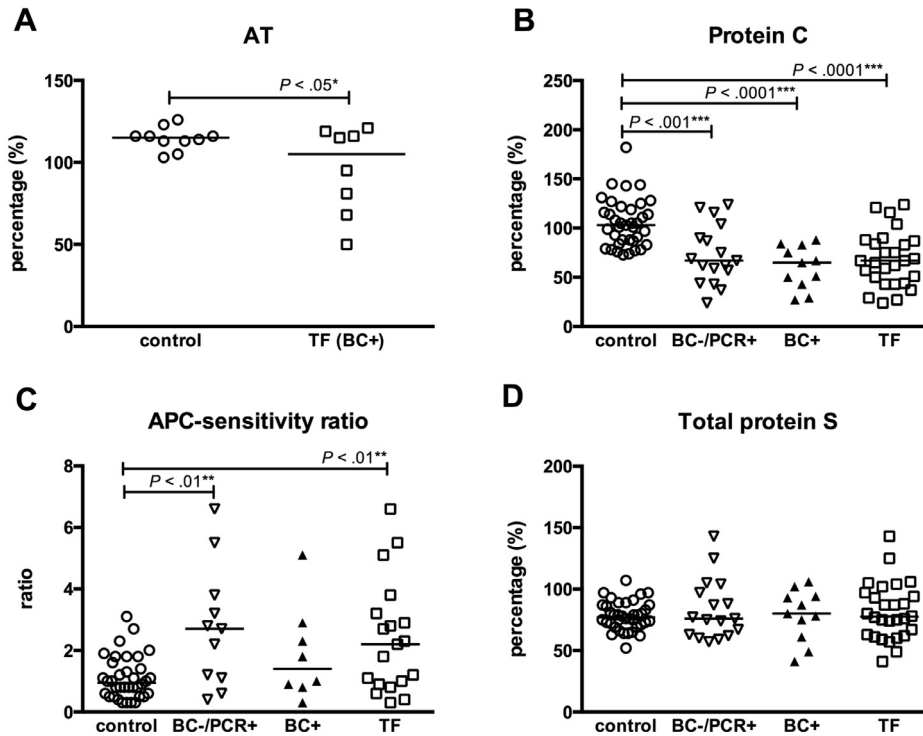 A
AT
percentage (%)
150
100
50
0
P < .05*
control TF (BC+)
B
Protein C
percentage (%)
250
200
150
100
50
0
P < .0001***
P < .0001***
P < .001***
control BC-/PCR+ BC+ TF
C
APC-sensitivity ratio
ratio
8
6
4
2
0
P < .01**
P < .01**
control BC-/PCR+ BC+ TF
D
Total protein S
percentage (%)
200
150
100
50
0
control BC-/PCR+ BC+ TF